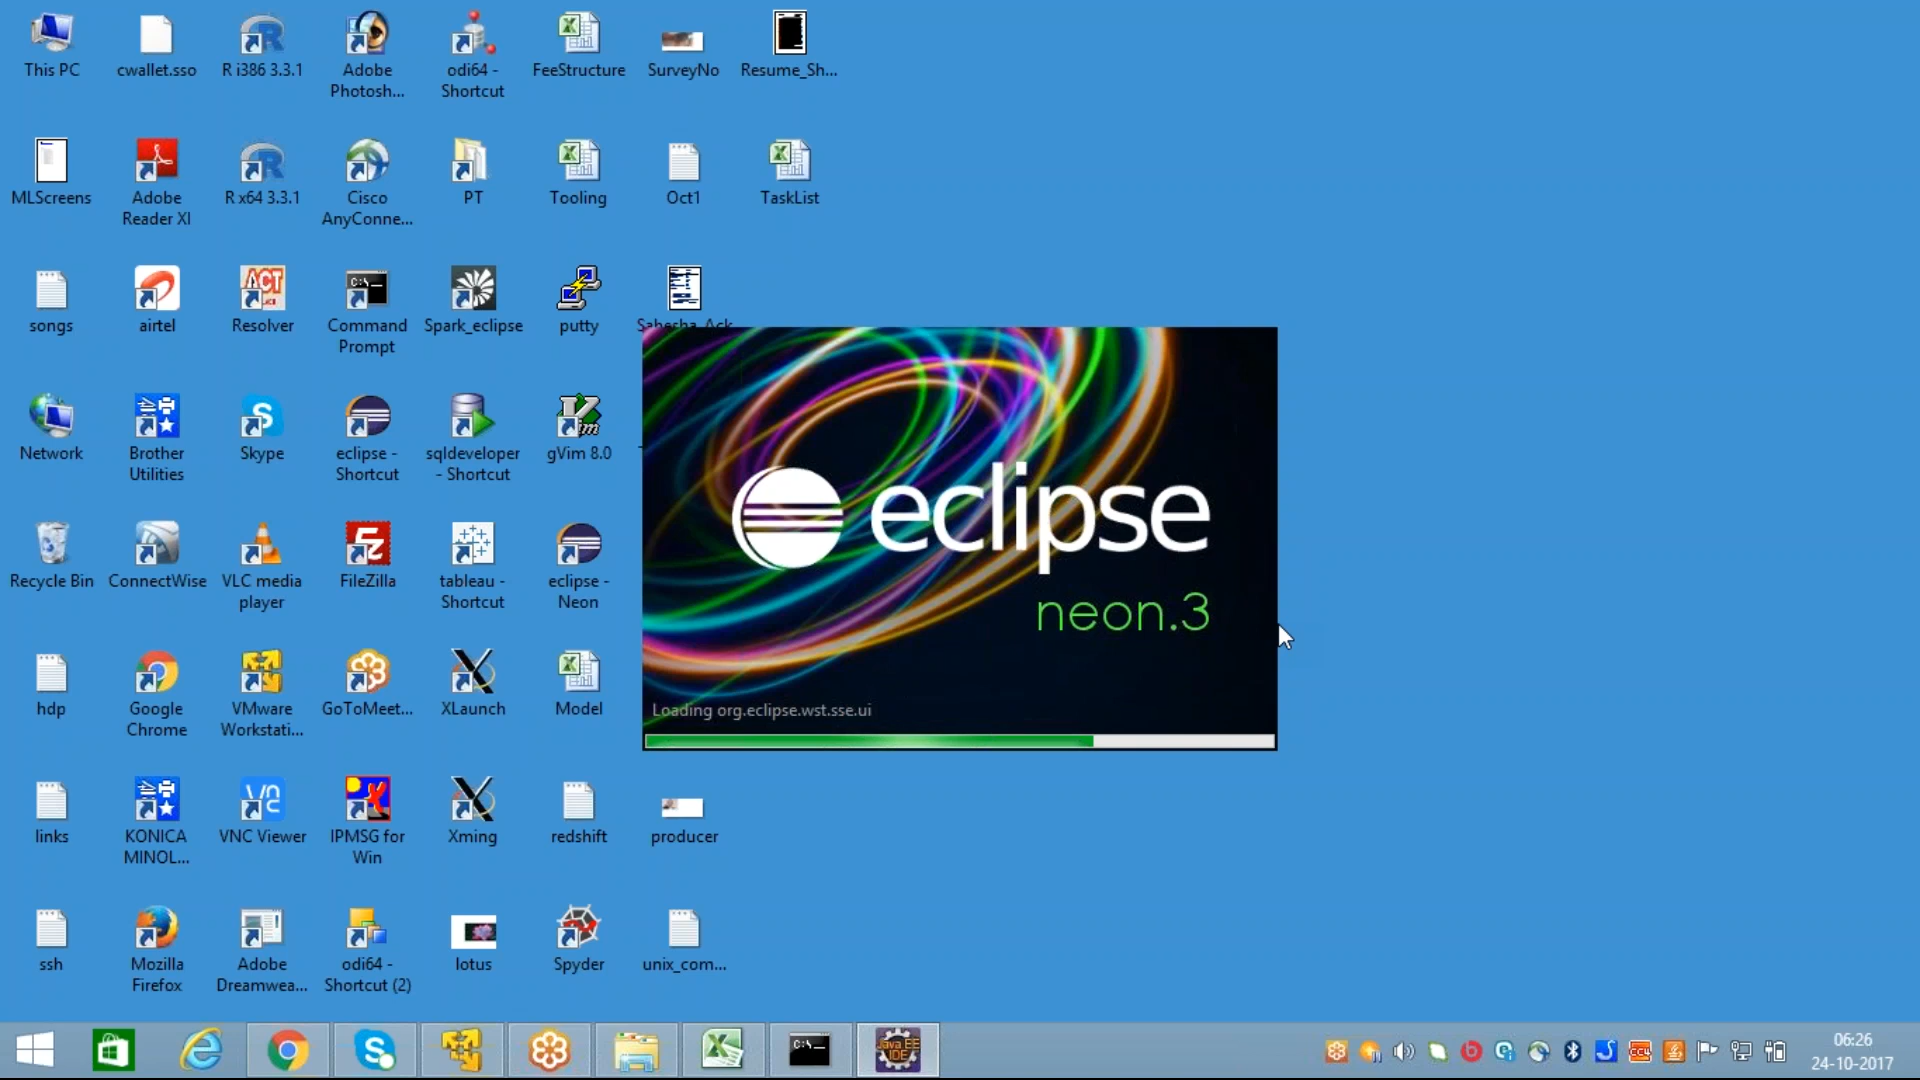 This PC
cwallet.sso
R i386 3.3.1
Adobe
Photosh...
odi64 -
Shortcut
FeeStructure
SurveyNo
Resume_Sh...
MLScreens
Adobe
Reader XI
R x64 3.3.1
Cisco
AnyConne...
PT
Tooling
Oct1
TaskList
songs
airtel
ACT
Resolver
C:\_
Command
Prompt
Spark_eclipse
putty
Sahesha_Ack
Network
Brother
Utilities
Skype
eclipse -
Shortcut
sqldeveloper
- Shortcut
gVim 8.0
Recycle Bin
ConnectWise
VLC media
player
FileZilla
tableau -
Shortcut
eclipse -
Neon
eclipse
neon.3
Loading org.eclipse.wst.sse.ui
hdp
Google
Chrome
VMware
Workstati...
GoToMeet...
XLaunch
Model
links
KONICA
MINOL...
VNC Viewer
IPMSG for
Win
Xming
redshift
producer
ssh
Mozilla
Firefox
Adobe
Dreamwea...
odi64 -
Shortcut (2)
lotus
Spyder
unix_com...
C:\_
Java EE
IDE
06:26
24-10-2017